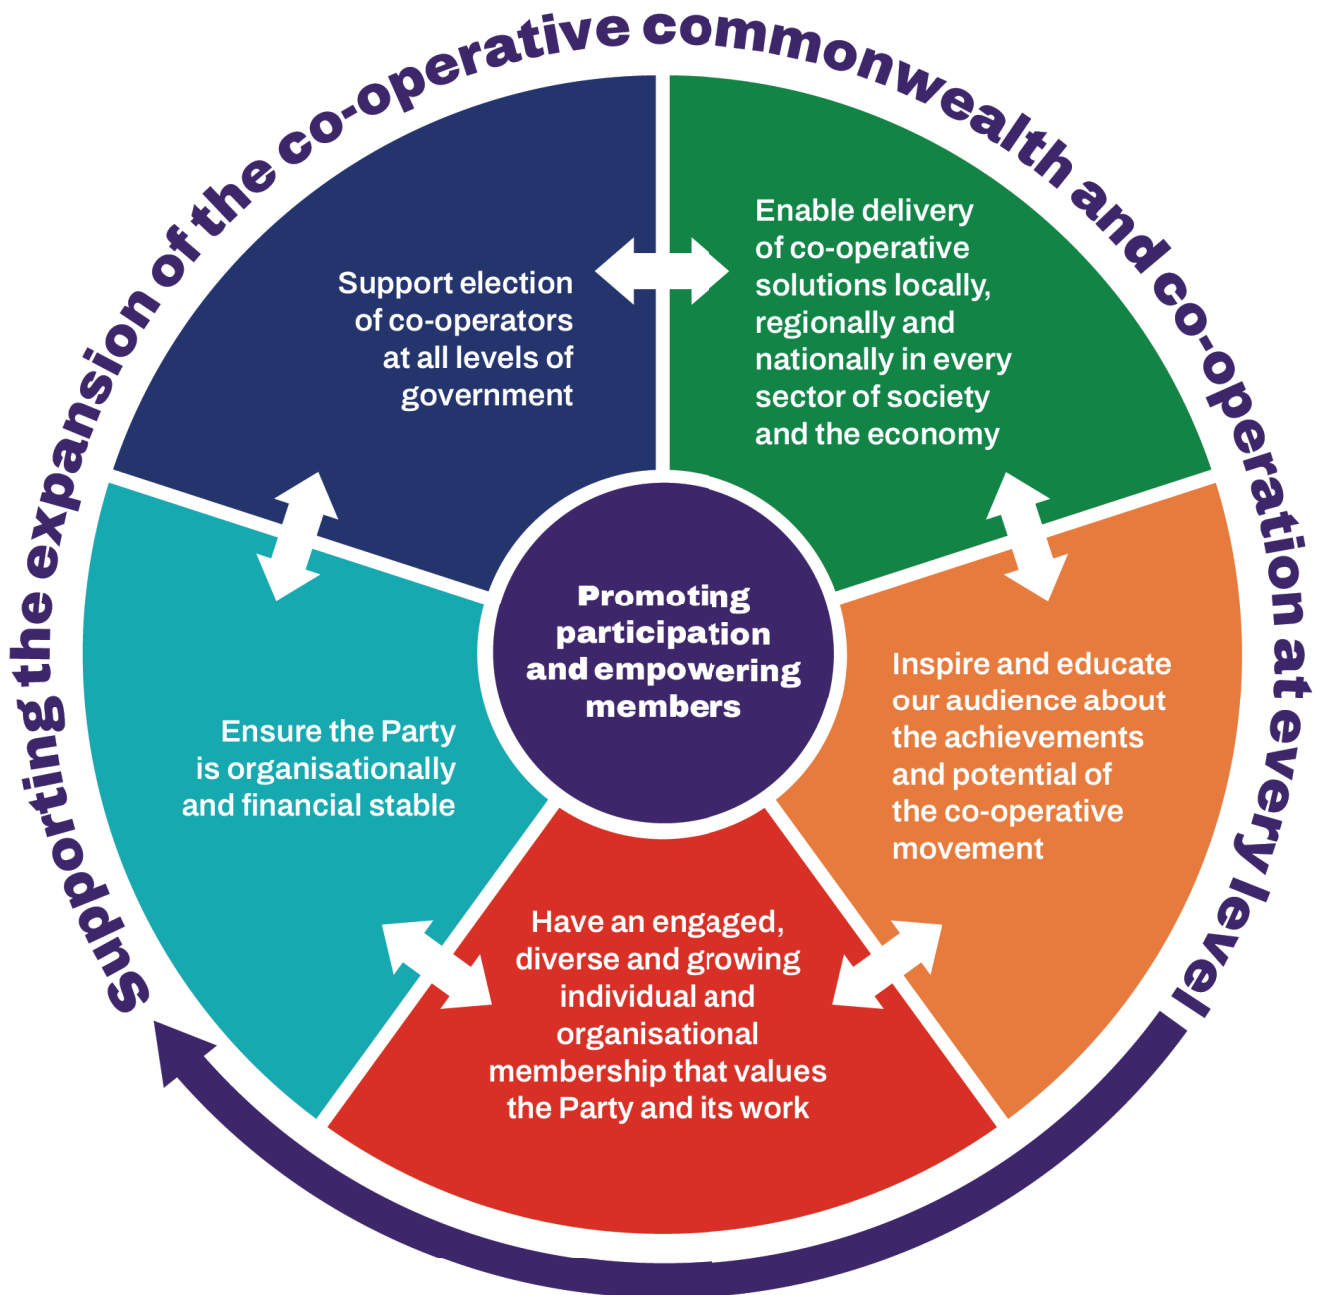 Supporting the expansion of the co-operative commonwealth and co-operation at every level
Support election
of co-operators
at all levels of
government
Enable delivery
of co-operative
solutions locally,
regionally and
nationally in every
sector of society
and the economy
Promoting
participation
and empowering
members
Inspire and educate
our audience about
the achievements
and potential of
the co-operative
movement
Ensure the Party
is organisationally
and financial stable
Have an engaged,
diverse and growing
individual and
organisational
membership that values
the Party and its work